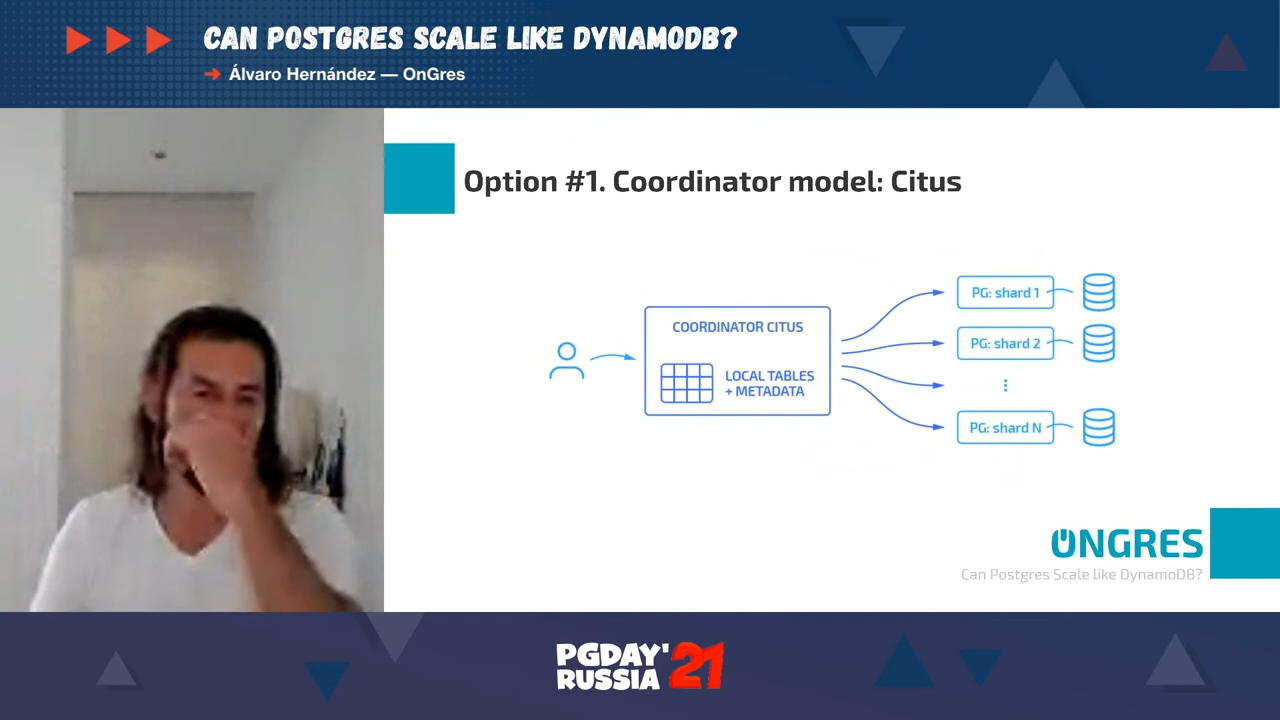 CAN POSTGRES SCALE LIKE DYNAMODB?
Álvaro Hernández — OnGres
Option #1. Coordinator model: Citus
COORDINATOR CITUS
LOCAL TABLES
+ METADATA
PG: shard 1
PG: shard 2
PG: shard N
ONGRES
Can Postgres Scale like DynamoDB?
PGDAY'21
RUSSIA